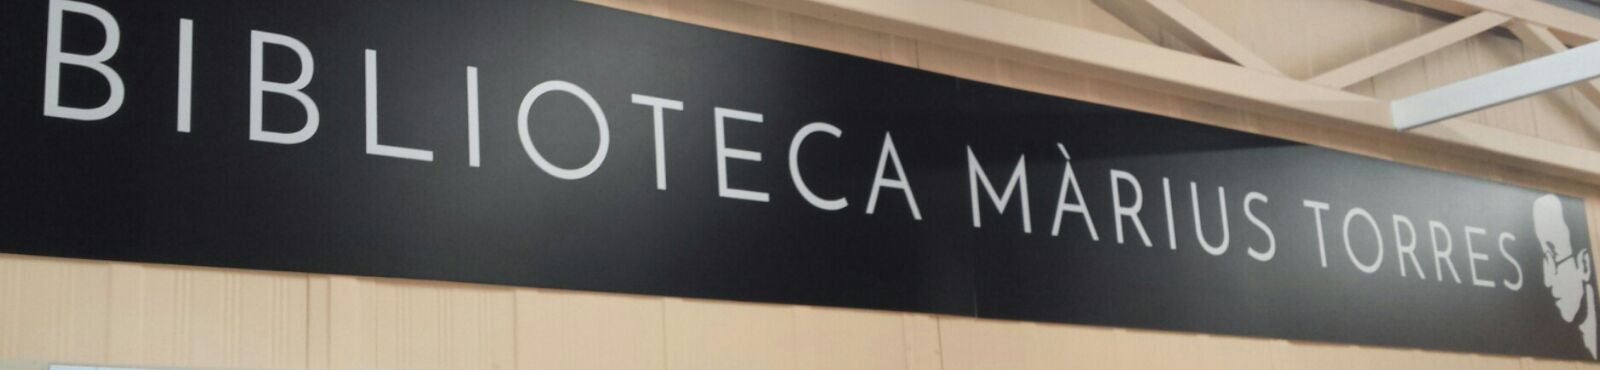 BIBLIOTECA MÀRIUS TORRES